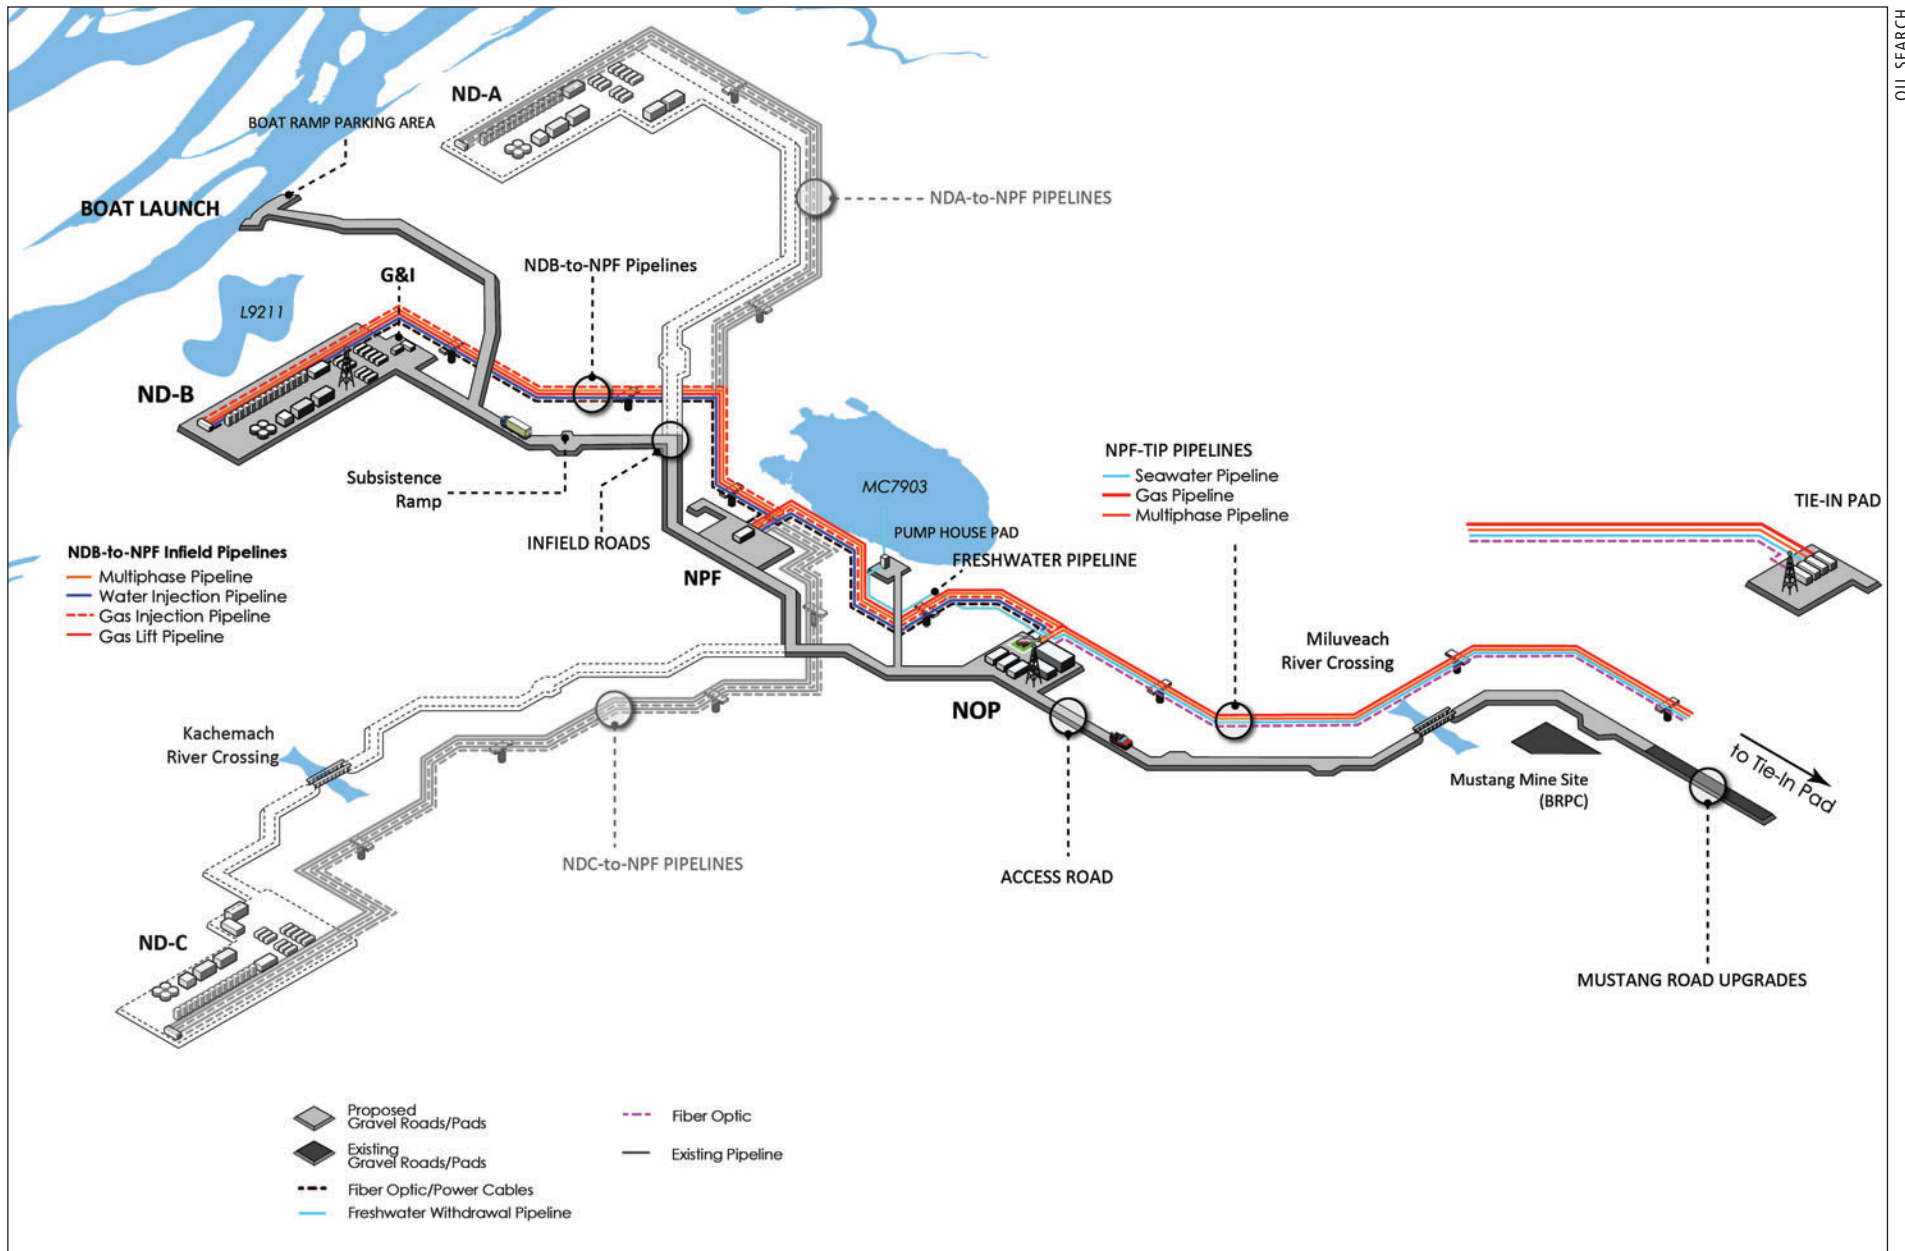 OIL SEARCH
ND-A
BOAT RAMP PARKING AREA
BOAT LAUNCH
NDA-to-NPF PIPELINES
G&I
NDB-to-NPF Pipelines
L9211
ND-B
Subsistence
Ramp
INFIELD ROADS
MC7903
PUMP HOUSE PAD
FRESHWATER PIPELINE
NPF
NPF-TIP PIPELINES
Seawater Pipeline
Gas Pipeline
Multiphase Pipeline
TIE-IN PAD
NDB-to-NPF Infield Pipelines
Multiphase Pipeline
Water Injection Pipeline
Gas Injection Pipeline
Gas Lift Pipeline
Miluveach
River Crossing
NOP
Kachemach
River Crossing
Mustang Mine Site
(BRPC)
to Tie-In Pad
NDC-to-NPF PIPELINES
ACCESS ROAD
ND-C
MUSTANG ROAD UPGRADES
Proposed
Gravel Roads/Pads
Existing
Gravel Roads/Pads
Fiber Optic/Power Cables
Freshwater Withdrawal Pipeline
Fiber Optic
Existing Pipeline